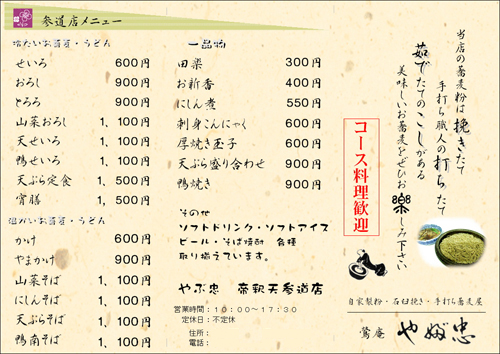 参道店メニュー
冷たいお蕎麦・うどん
せいろ 600円
おろし 900円
とろろ 900円
山菜おろし 1,100円
天せいろ 1,100円
鴨せいろ 1,100円
天ぷら定食 1,500円
宵膳 1,500円
温かいお蕎麦・うどん
かけ 600円
やまかけ 900円
山菜そば 1,100円
にしんそば 1,100円
天ぷらそば 1,100円
鴨南そば 1,100円
一品物
田楽 300円
お新香 400円
にしん煮 550円
刺身こんにゃく 600円
厚焼き玉子 600円
天ぷら盛り合わせ 900円
鴨焼き 900円
その他
ソフトドリンク・ソフトアイス
ビール・そば焼酎 各種
取り揃えています。
やぶ忠 帝釈天参道店
営業時間:10:00~17:30
定休日:不定休
住所:
電話:
当店の蕎麦粉は挽きたて
手打ち職人の打ちたて
茹でたてのこしがある
美味しいお蕎麦をぜひお楽しみ下さい
コース料理歓迎
自家製粉・石臼挽き・手打ち蕎麦屋
鶯庵 やぶ忠